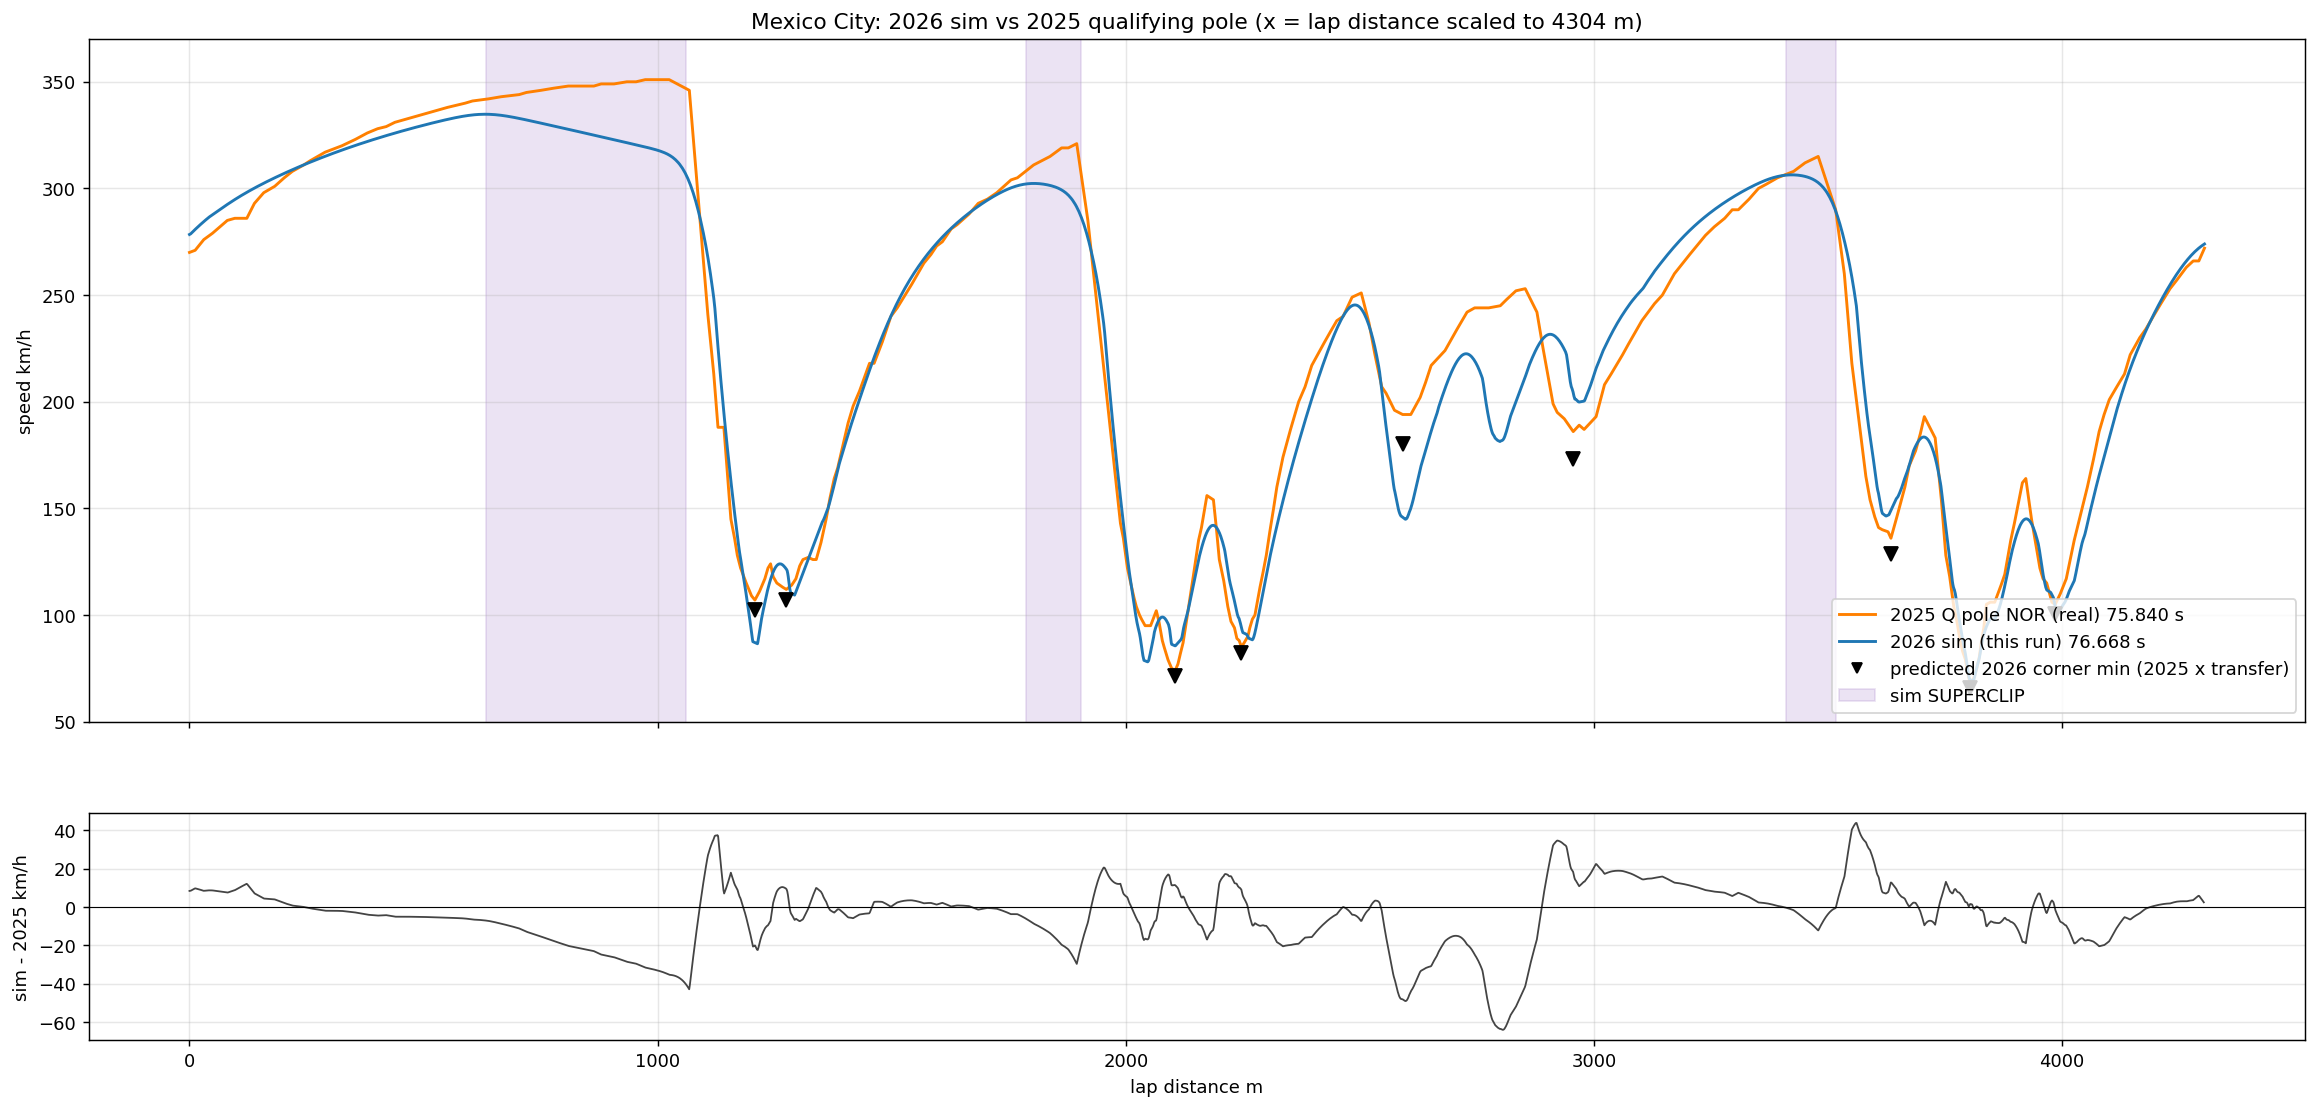 Mexico City: 2026 sim vs 2025 qualifying pole (x = lap distance scaled to 4304 m)
speed km/h
350
300
250
200
150
100
50
2025 Q pole NOR (real) 75.840 s
2026 sim (this run) 76.668 s
predicted 2026 corner min (2025 x transfer)
sim SUPERCLIP
sim - 2025 km/h
40
20
0
−20
−40
−60
0 1000 2000 3000 4000
lap distance m